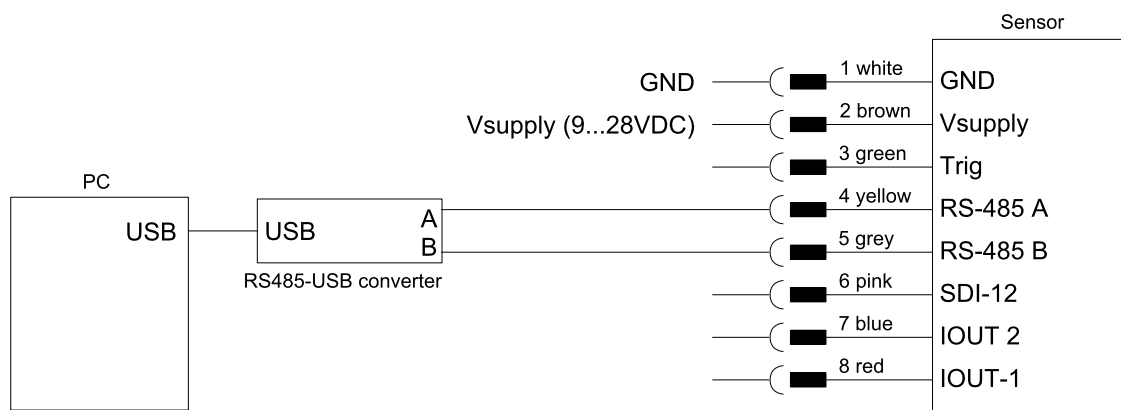 Sensor
GND 1 white GND
Vsupply (9...28VDC) 2 brown Vsupply
3 green Trig
PC
4 yellow RS-485 A
USB USB A
B
5 grey RS-485 B
RS485-USB converter
6 pink SDI-12
7 blue IOUT 2
8 red IOUT-1